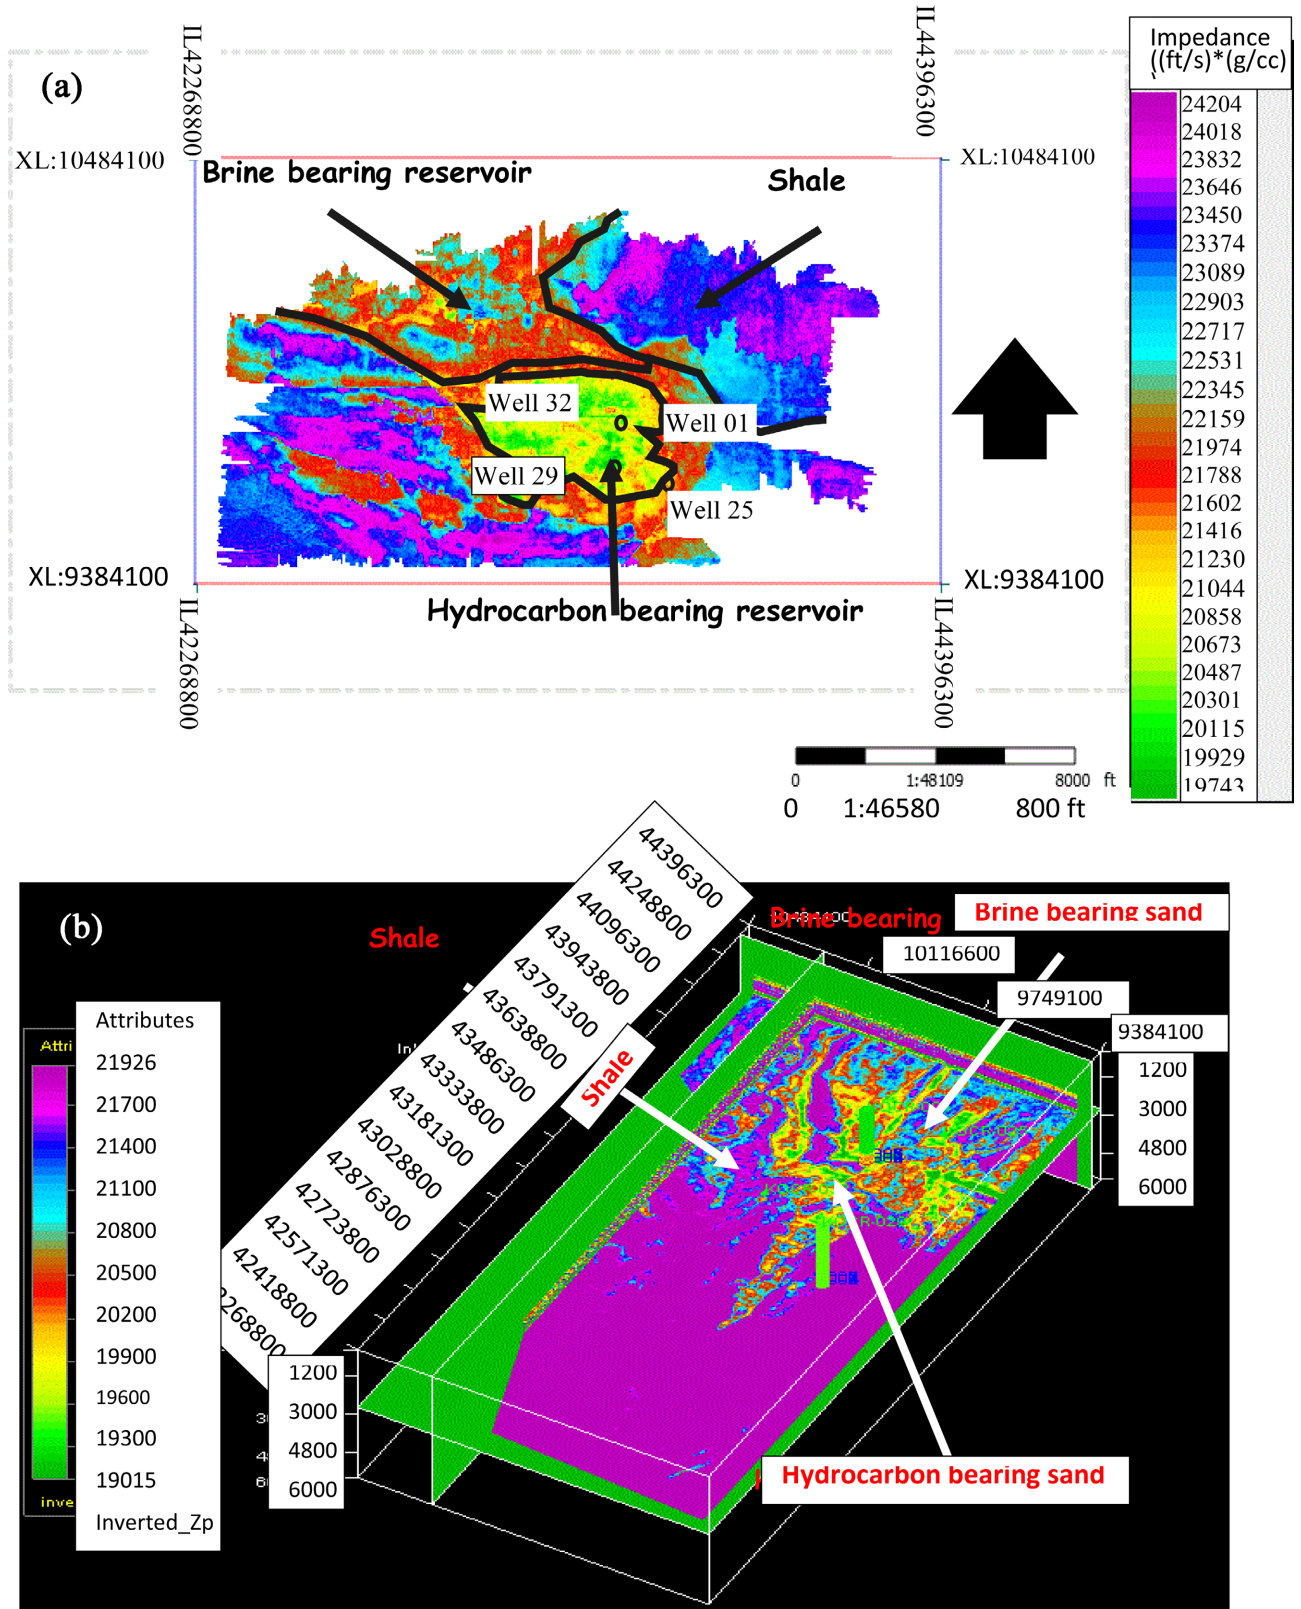 (a)
IL42268800
IL44396300
XL:10484100
XL:10484100
Brine bearing reservoir
Shale
Well 32
Well 01
Well 29
Well 25
XL:9384100
XL:9384100
Hydrocarbon bearing reservoir
IL42268800
IL44396300
0 1:48109 8000 ft
0 1:46580 800 ft
Impedance
((ft/s)*(g/cc)
24204
24018
23832
23646
23450
23374
23089
22903
22717
22531
22345
22159
21974
21788
21602
21416
21230
21044
20858
20673
20487
20301
20115
19929
19743
(b)
Shale
Brine bearing
Brine bearing sand
10116600
9749100
9384100
1200
3000
4800
6000
44396300
44248800
44096300
43943800
43791300
43638800
43486300
43333800
43181300
43028800
42876300
42723800
42571300
42418800
2268800
Shale
Attri
Attributes
21926
21700
21400
21100
20800
20500
20200
19900
19600
19300
19015
inve
Inverted_Zp
1200
3000
4800
6000
Hydrocarbon bearing sand